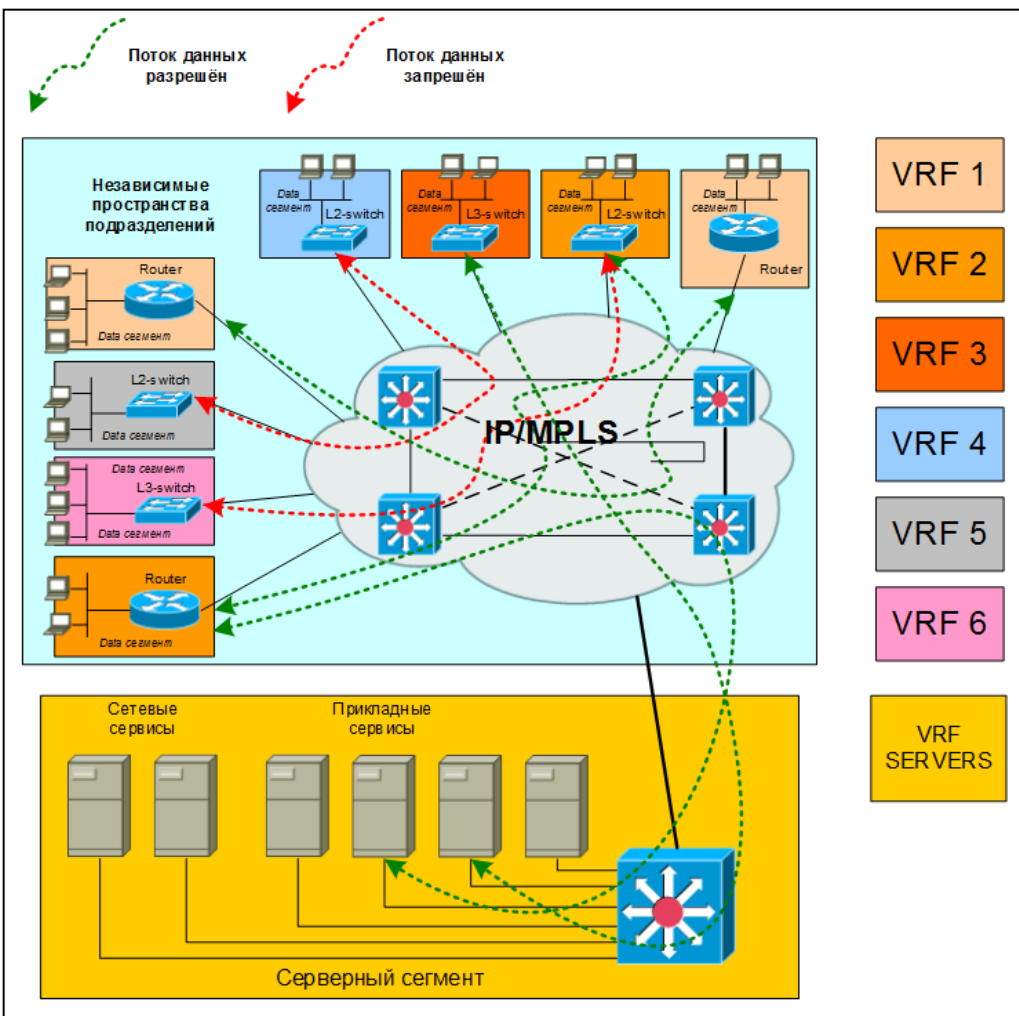 Поток данных
разрешён
Поток данных
запрешён
Независимые
пространства
подразделений
Data
сегмент
L2-switch
Data
сегмент
L3-switch
Data
сегмент
L2-switch
Data
сегмент
Router
Router
Data сегмент
L2-switch
Data сегмент
Data сегмент
L3-switch
Data сегмент
Router
Data сегмент
IP/MPLS
VRF 1
VRF 2
VRF 3
VRF 4
VRF 5
VRF 6
VRF
SERVERS
Сетевые
сервисы
Прикладные
сервисы
Серверный сегмент